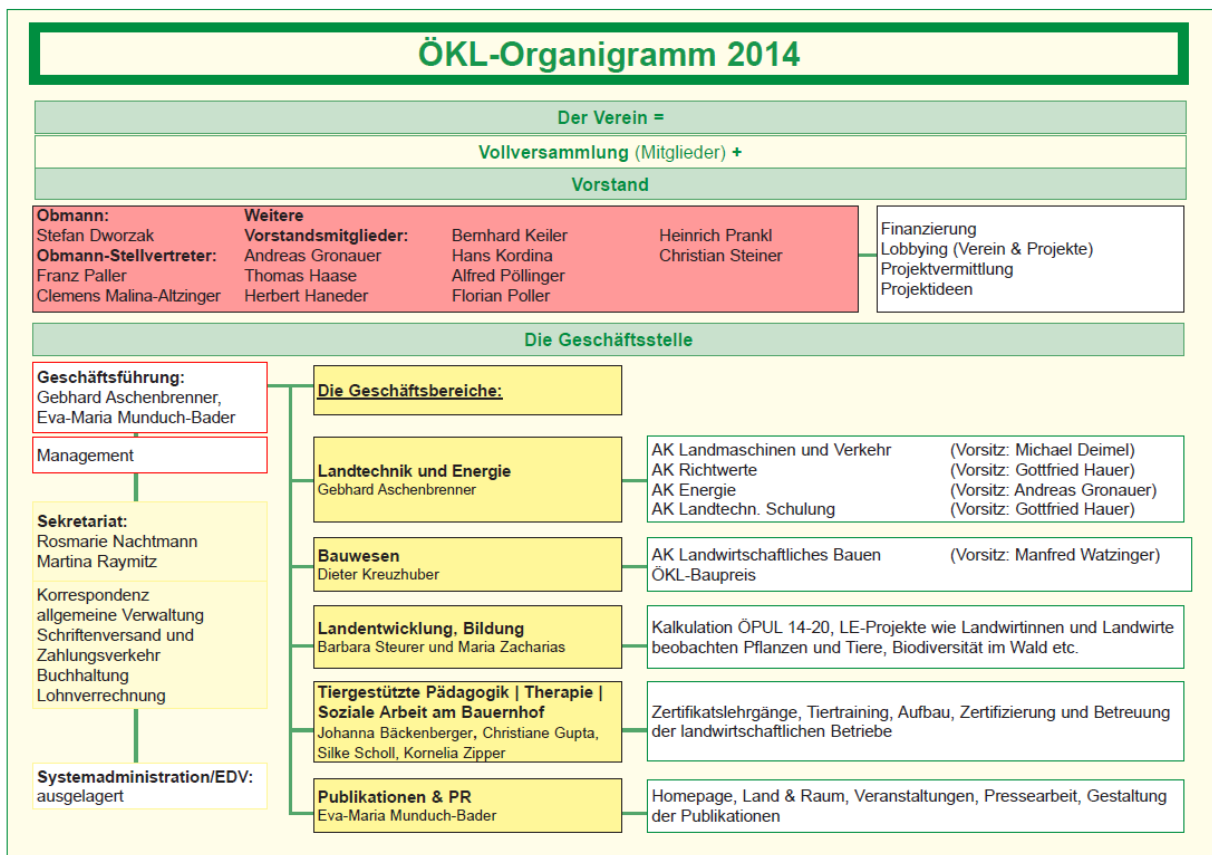 ÖKL-Organigramm 2014
Der Verein =
Vollversammlung (Mitglieder) +
Vorstand
Obmann:
Stefan Dworzak
Obmann-Stellvertreter:
Franz Paller
Clemens Malina-Altzinger
Weitere
Vorstandsmitglieder:
Andreas Gronauer
Thomas Haase
Herbert Haneder
Bernhard Keiler
Hans Kordina
Alfred Pöllinger
Florian Poller
Heinrich Prankl
Christian Steiner
Finanzierung
Lobbying (Verein & Projekte)
Projektvermittlung
Projektideen
Die Geschäftsstelle
Geschäftsführung:
Gebhard Aschenbrenner,
Eva-Maria Munduch-Bader
Management
Sekretariat:
Rosmarie Nachtmann
Martina Raymitz
Korrespondenz
allgemeine Verwaltung
Schriftenversand und
Zahlungsverkehr
Buchhaltung
Lohnverrechnung
Systemadministration/EDV:
ausgelagert
Die Geschäftsbereiche:
Landtechnik und Energie
Gebhard Aschenbrenner
AK Landmaschinen und Verkehr (Vorsitz: Michael Deimel)
AK Richtwerte (Vorsitz: Gottfried Hauer)
AK Energie (Vorsitz: Andreas Gronauer)
AK Landtechn. Schulung (Vorsitz: Gottfried Hauer)
Bauwesen
Dieter Kreuzhuber
AK Landwirtschaftliches Bauen (Vorsitz: Manfred Watzinger)
ÖKL-Baupreis
Landentwicklung, Bildung
Barbara Steurer und Maria Zacharias
Kalkulation ÖPUL 14-20, LE-Projekte wie Landwirtinnen und Landwirte
beobachten Pflanzen und Tiere, Biodiversität im Wald etc.
Tiergestützte Pädagogik | Therapie |
Soziale Arbeit am Bauernhof
Johanna Bäckenberger, Christiane Gupta,
Silke Scholl, Kornelia Zipper
Zertifikatslehrgänge, Tiertraining, Aufbau, Zertifizierung und Betreuung
der landwirtschaftlichen Betriebe
Publikationen & PR
Eva-Maria Munduch-Bader
Homepage, Land & Raum, Veranstaltungen, Pressearbeit, Gestaltung
der Publikationen